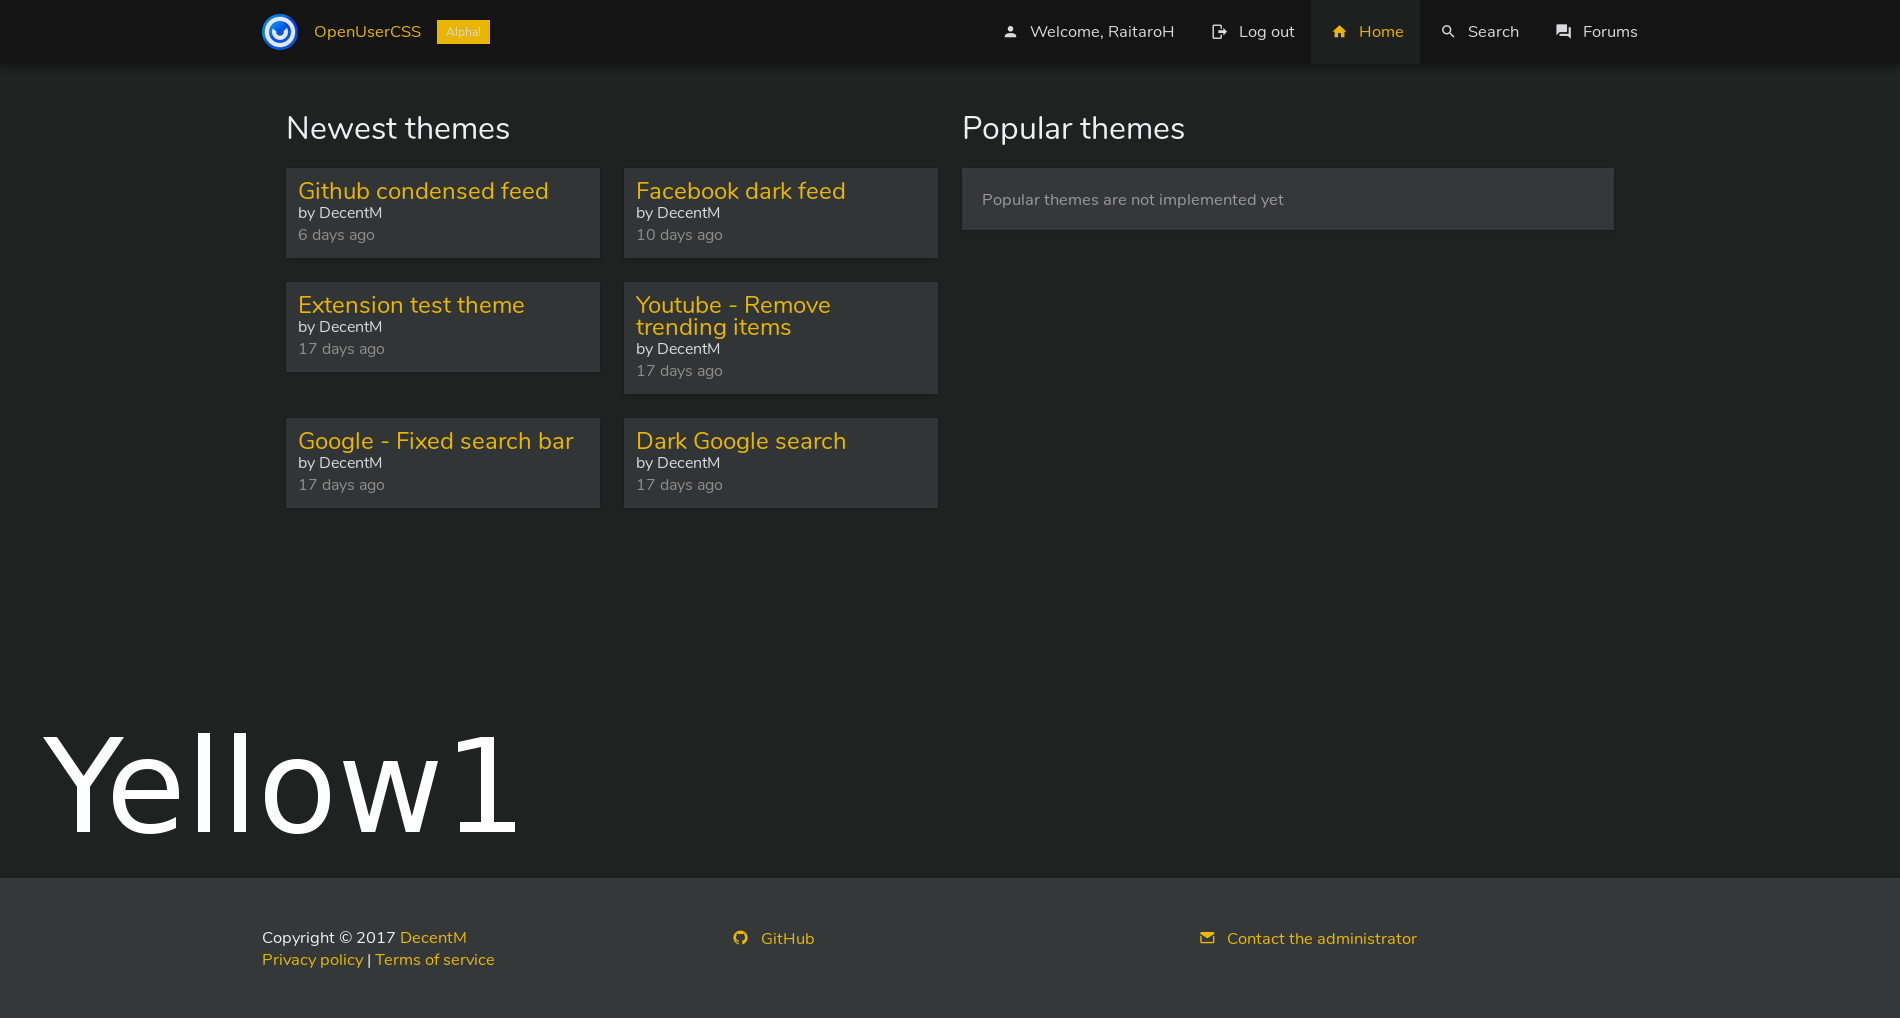 OpenUserCSS
Alpha!
Welcome, RaitaroH
Log out
Home
Search
Forums
Newest themes
Github condensed feed
by DecentM
6 days ago
Facebook dark feed
by DecentM
10 days ago
Extension test theme
by DecentM
17 days ago
Youtube - Remove
trending items
by DecentM
17 days ago
Google - Fixed search bar
by DecentM
17 days ago
Dark Google search
by DecentM
17 days ago
Popular themes
Popular themes are not implemented yet
Yellow1
Copyright © 2017 DecentM
Privacy policy | Terms of service
GitHub
Contact the administrator